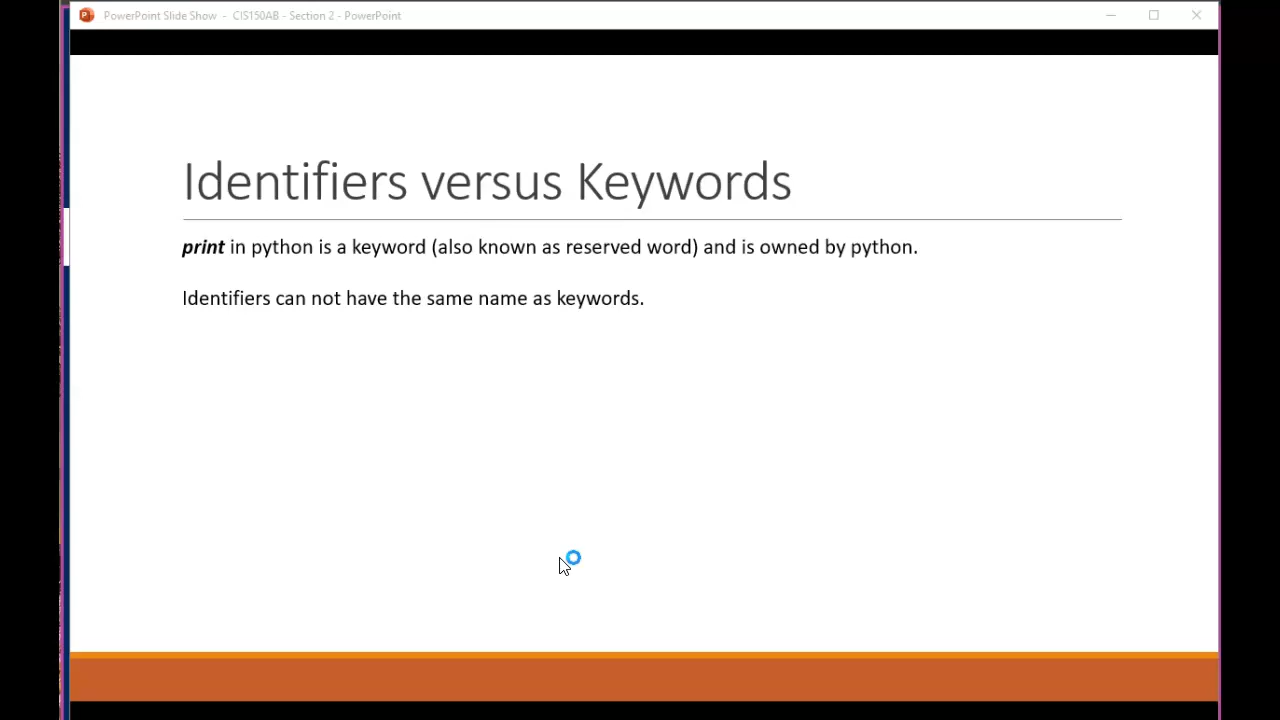 PowerPoint Slide Show - CIS150AB - Section 2 - PowerPoint
Identifiers versus Keywords
print in python is a keyword (also known as reserved word) and is owned by python.
Identifiers can not have the same name as keywords.